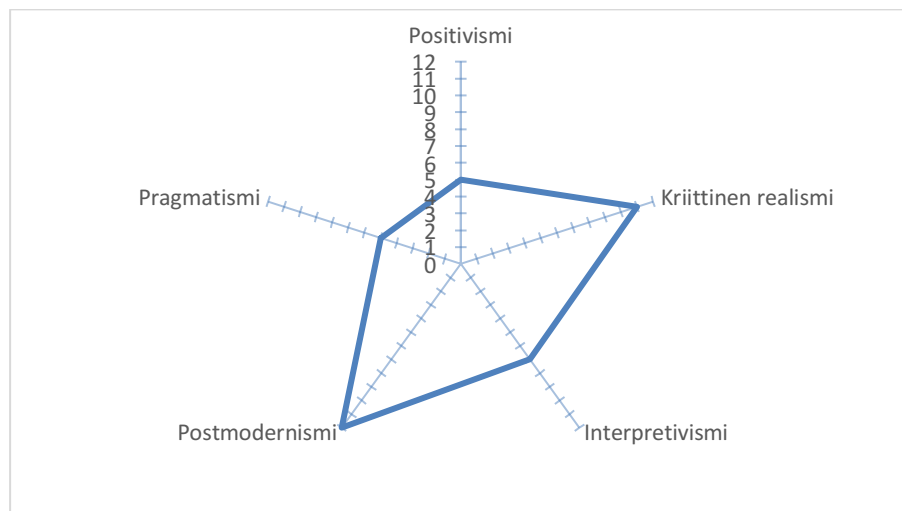 Positivismi
12
11
10
9
8
7
6
5
4
3
2
1
0
Pragmatismi
Kriittinen realismi
Postmodernismi
Interpretivismi